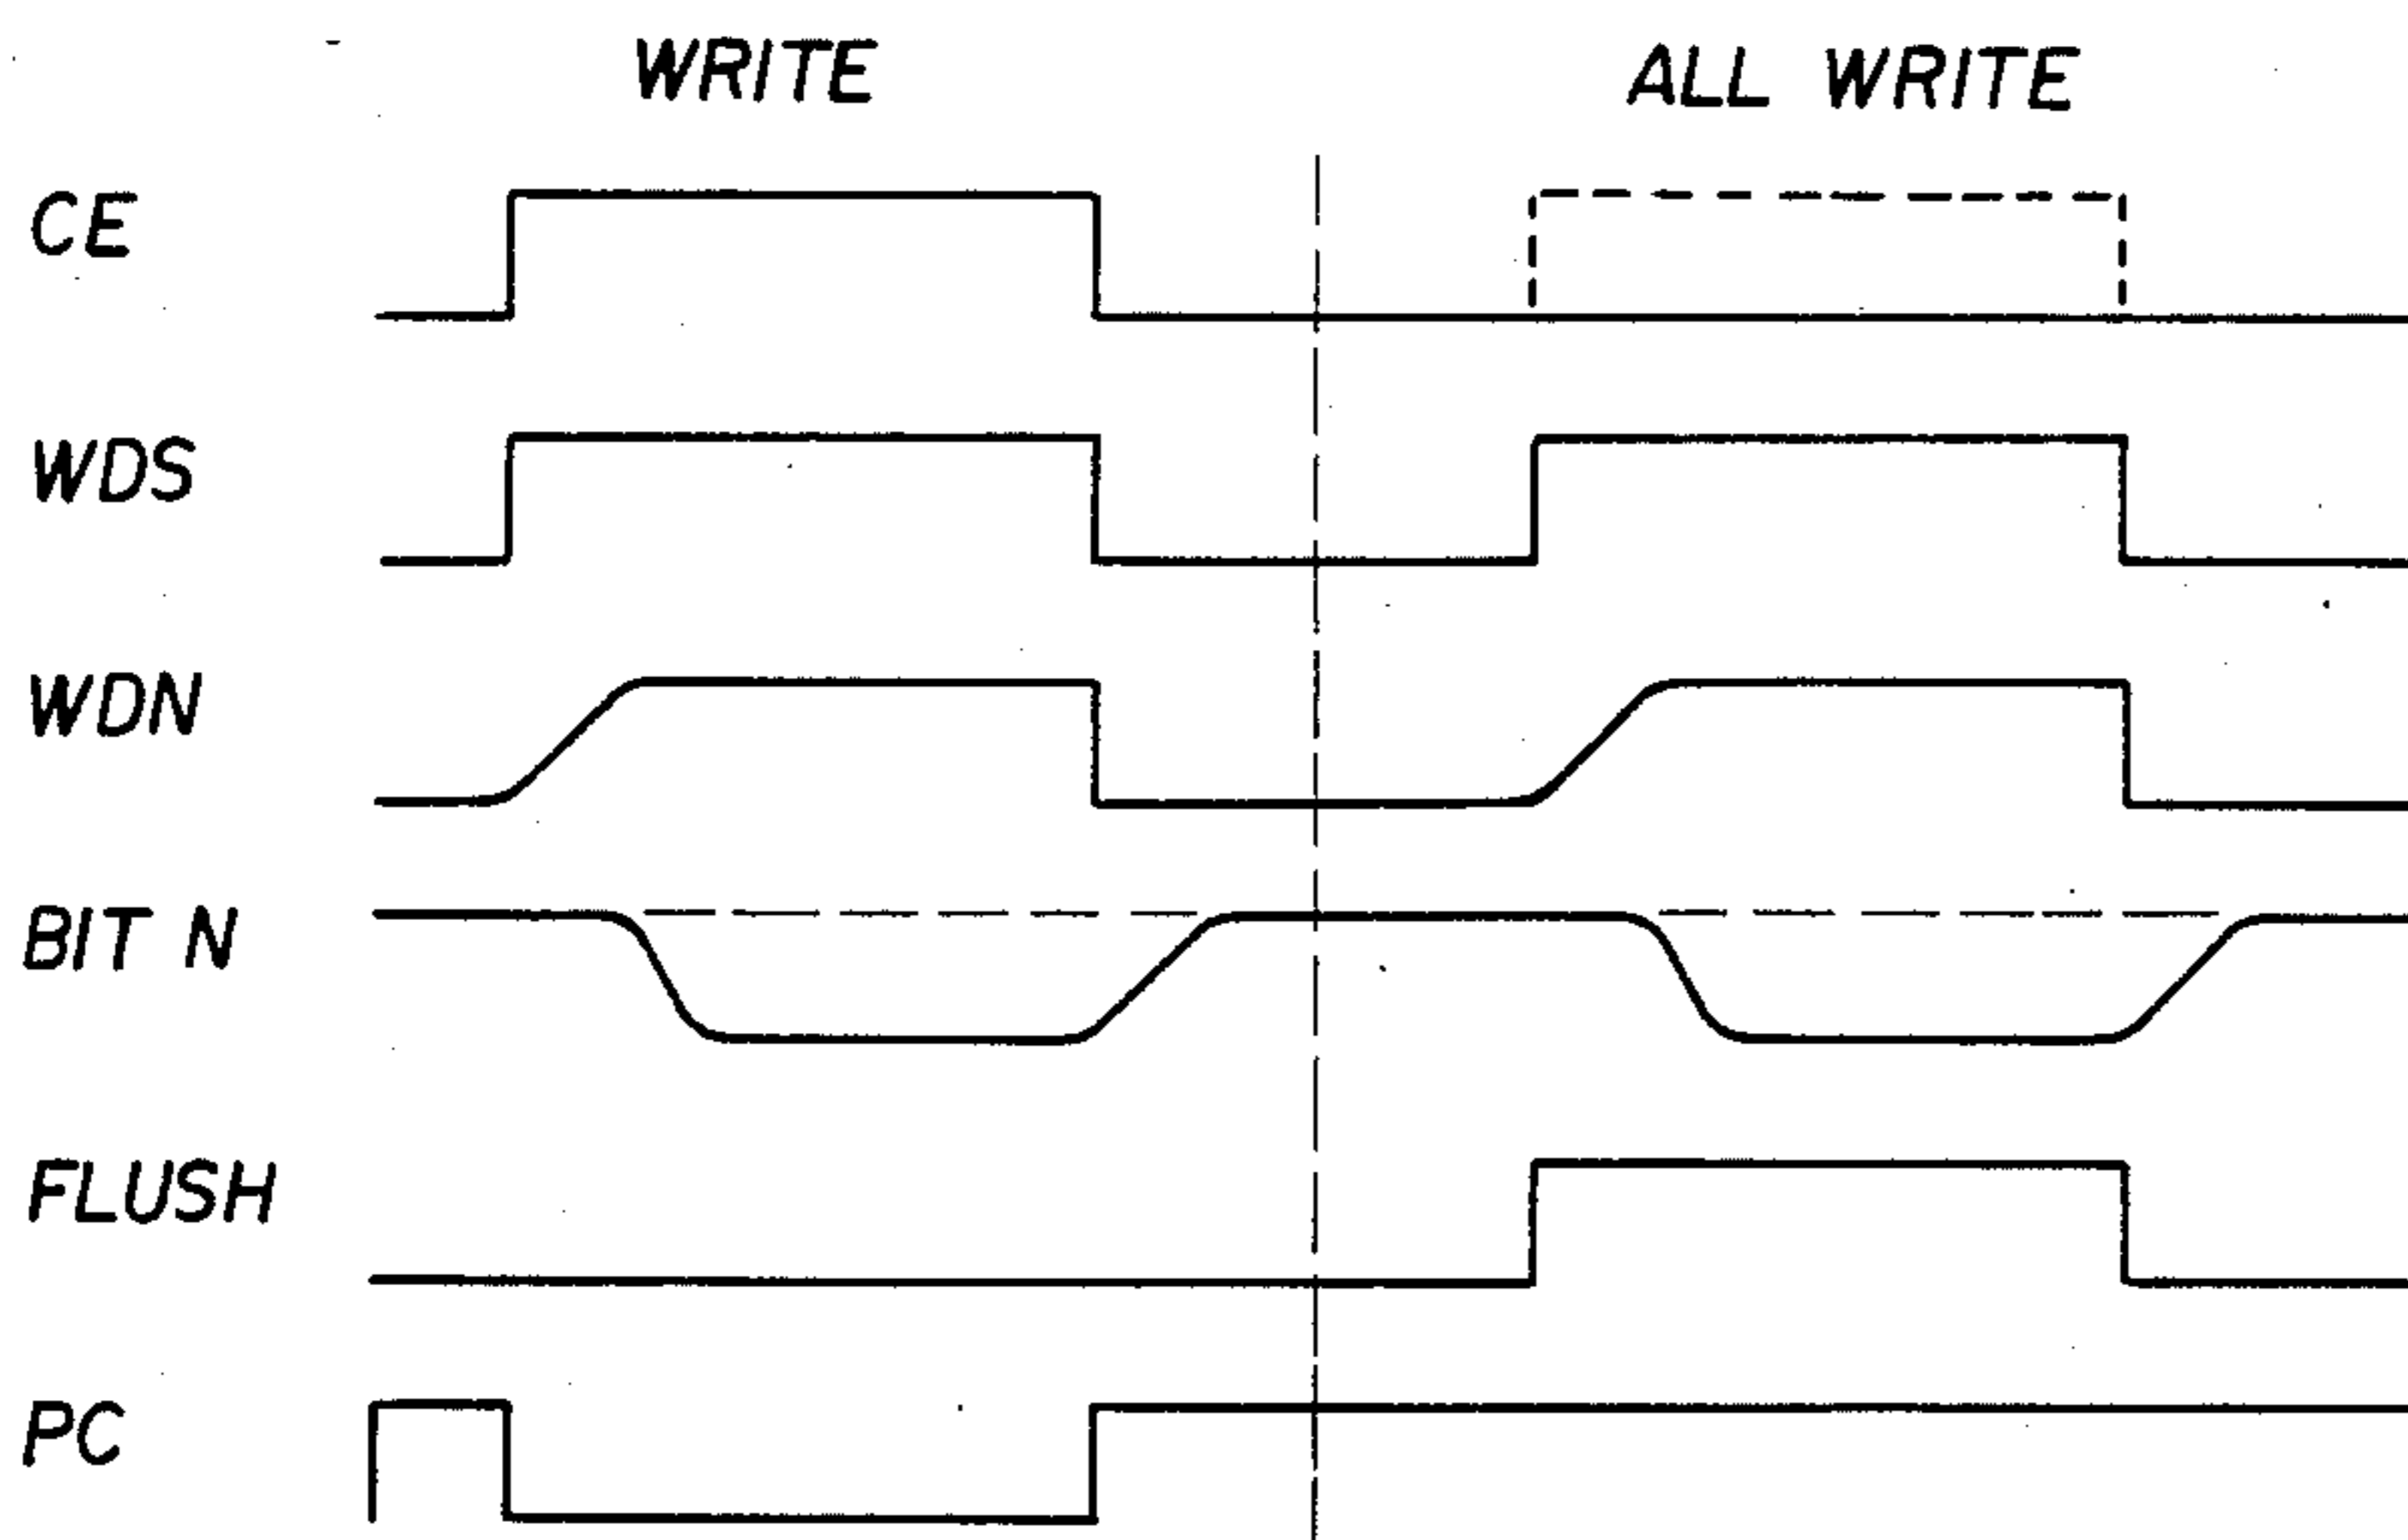 WRITE
ALL WRITE
CE
WDS
WDN
BIT N
FLUSH
PC